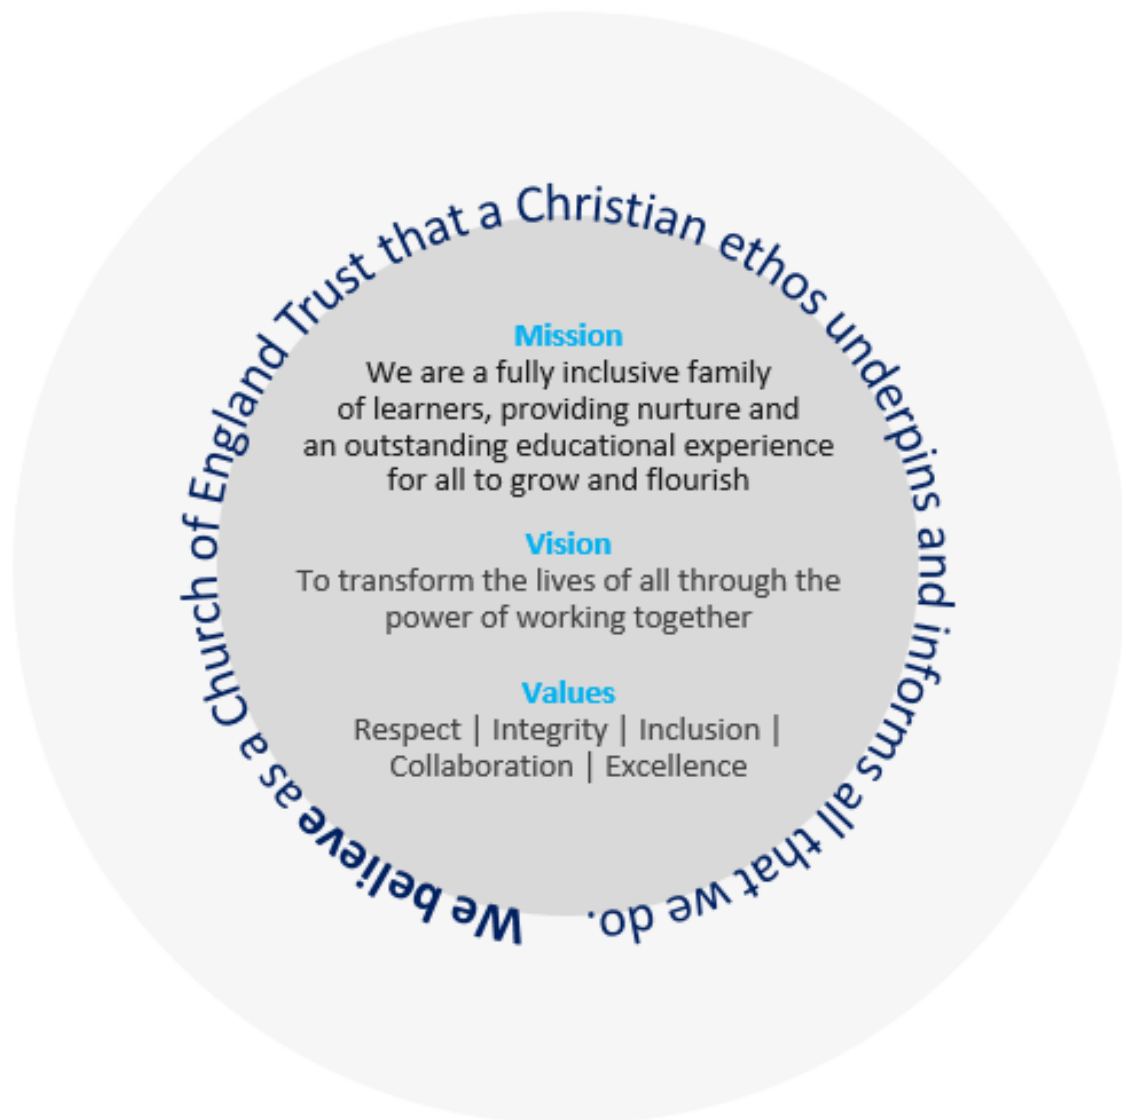 We believe as a Church of England Trust that a Christian ethos underpins and informs all that we do.
Mission
We are a fully inclusive family
of learners, providing nurture and
an outstanding educational experience
for all to grow and flourish
Vision
To transform the lives of all through the
power of working together
Values
Respect | Integrity | Inclusion |
Collaboration | Excellence